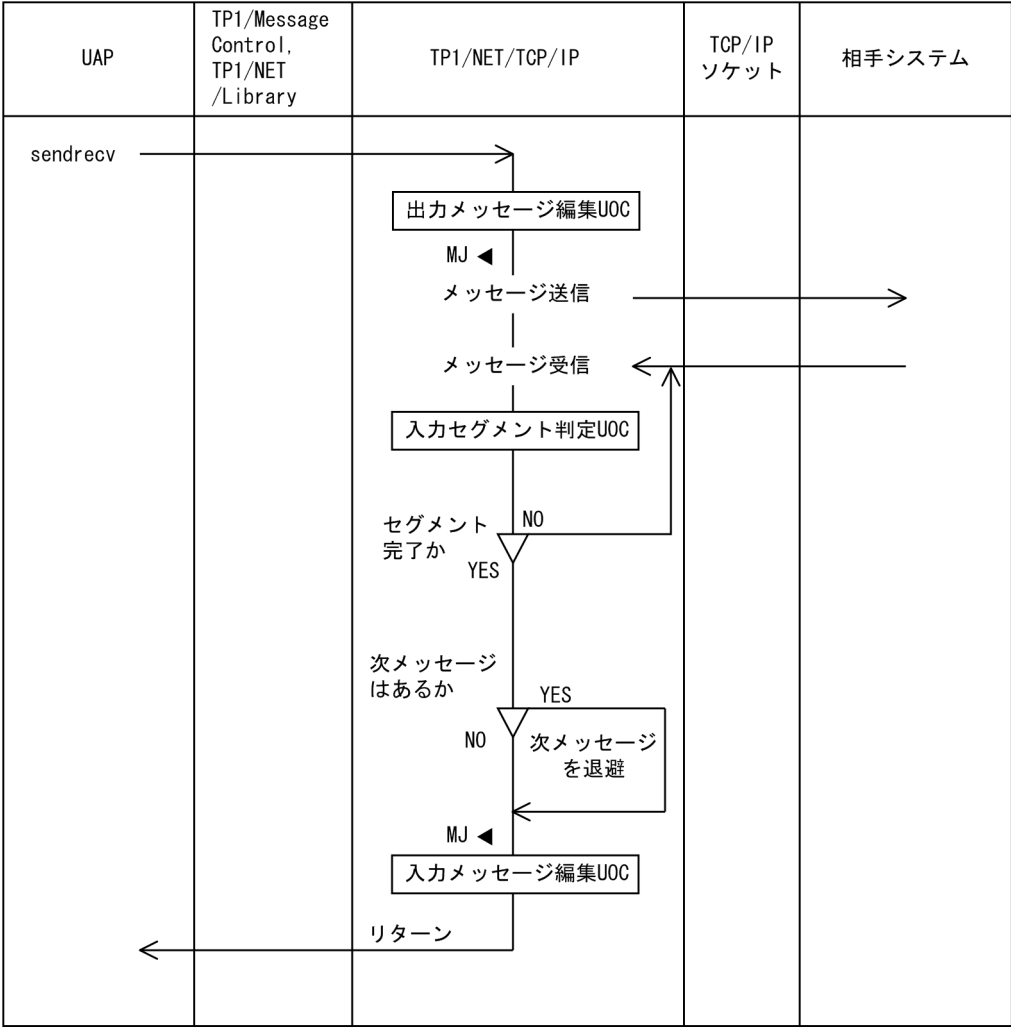 UAP
TP1/Message
Control,
TP1/NET
/Library
TP1/NET/TCP/IP
TCP/IP
ソケット
相手システム
sendrecv
出力メッセージ編集UOC
MJ
メッセージ送信
メッセージ受信
入力セグメント判定UOC
セグメント
完了か
NO
YES
次メッセージ
はあるか
YES
NO
次メッセージ
を退避
MJ
入力メッセージ編集UOC
リターン